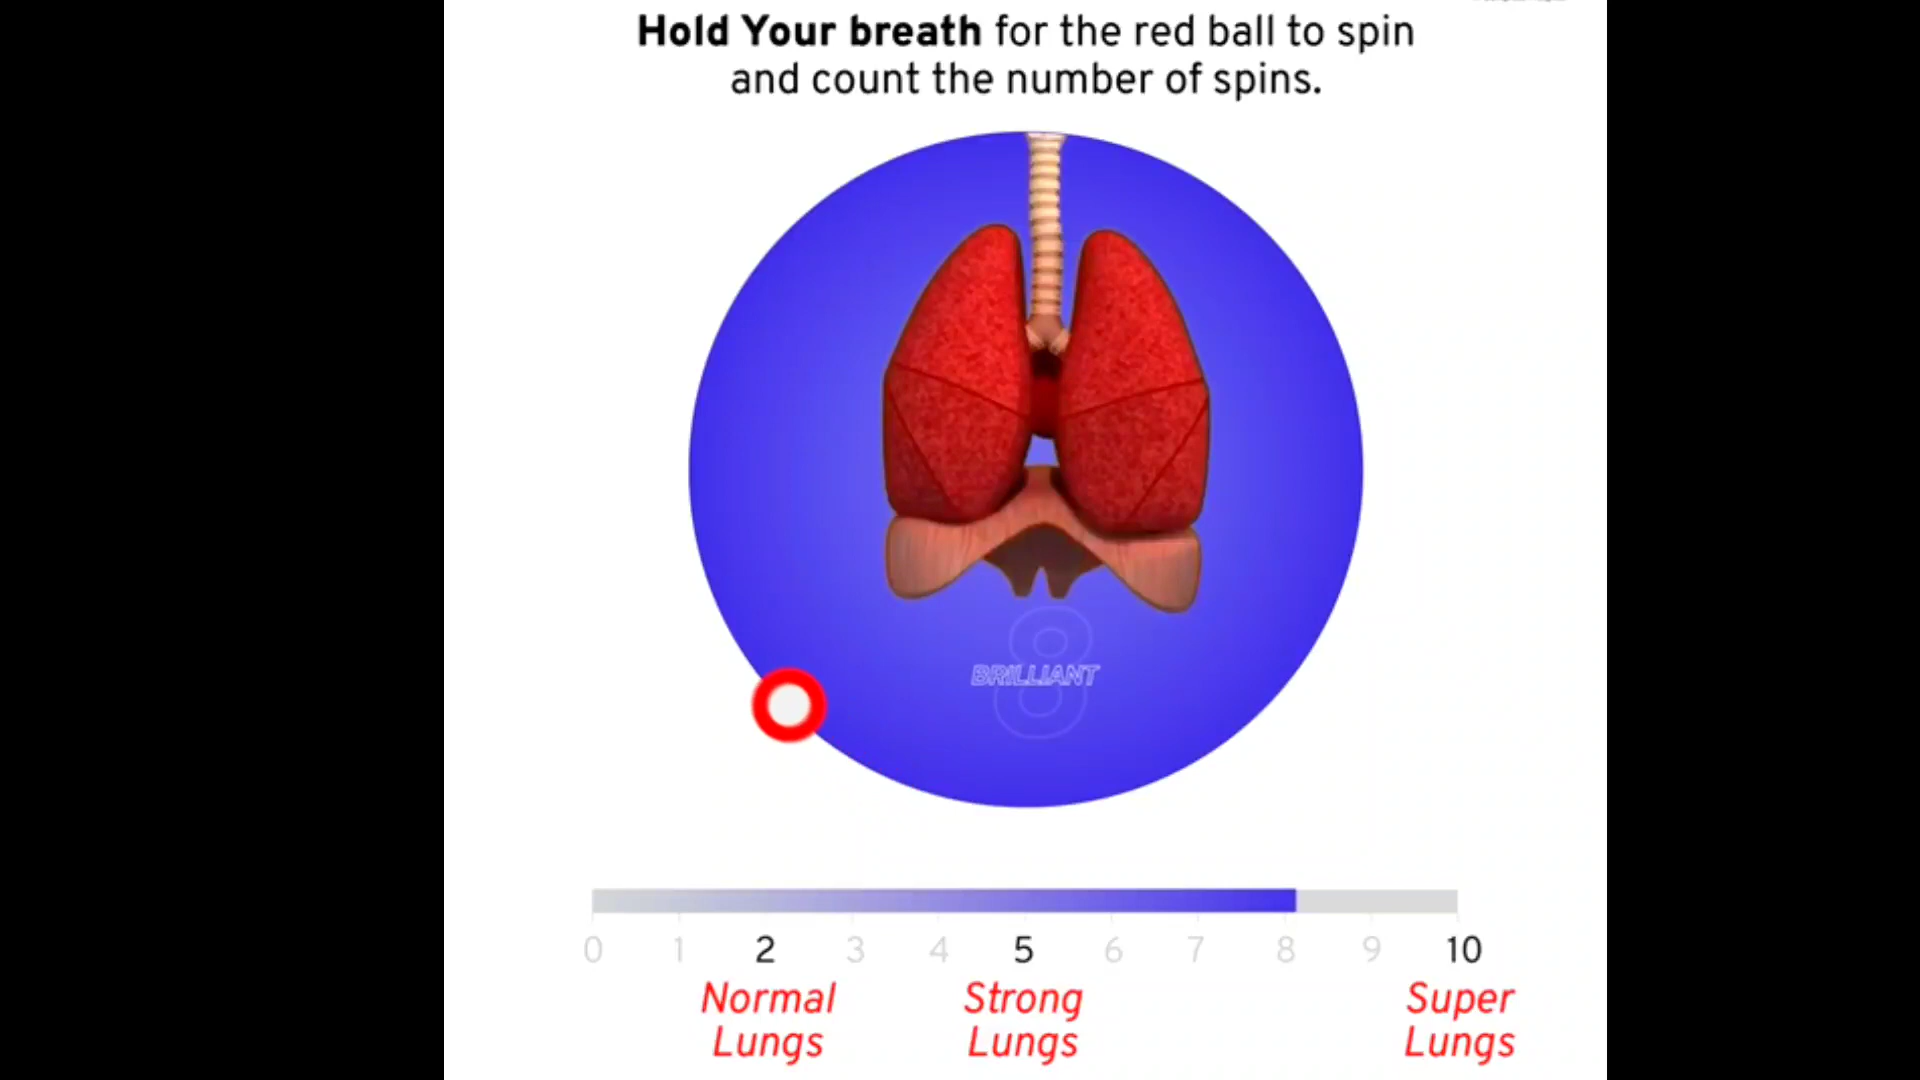 Hold Your breath for the red ball to spin
and count the number of spins.
8
BRILLIANT
0 1 2 3 4 5 6 7 8 9 10
Normal Strong Super
Lungs Lungs Lungs